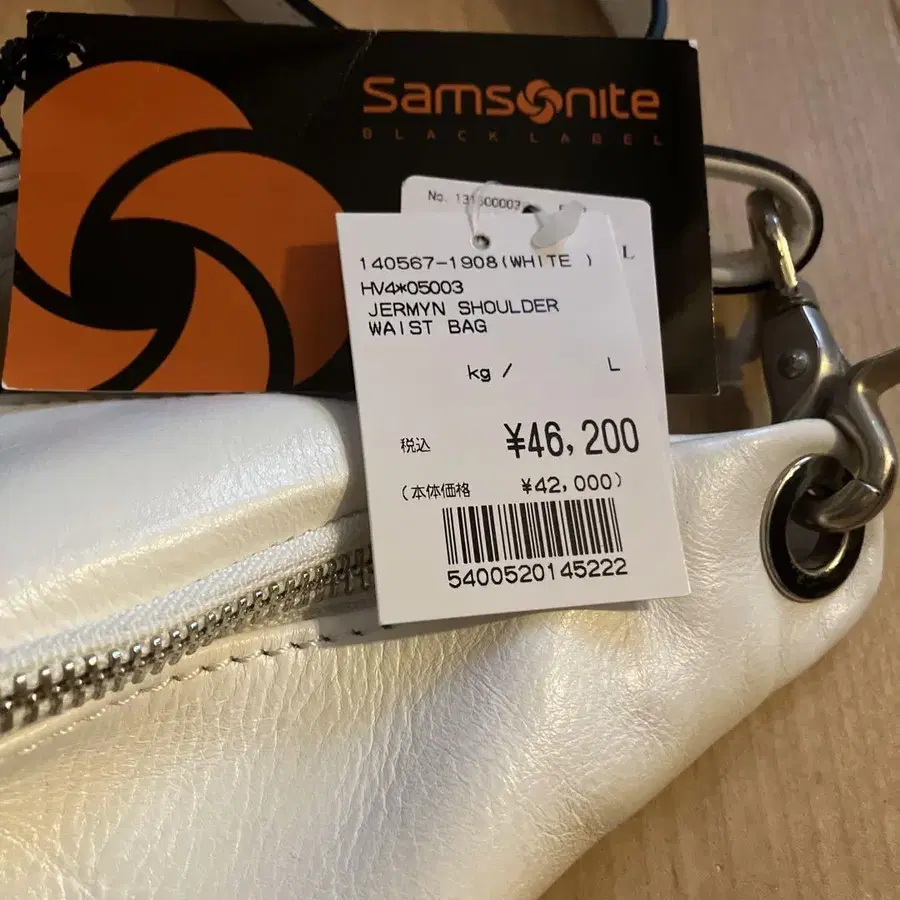 Samsonite
BLACK LABEL
No.
L
140567-1908(WHITE )
HV4*05003
JERMYN SHOULDER
WAIST BAG
kg / L
税込 ¥46,200
(本体価格 ¥42,000)
5400520145222